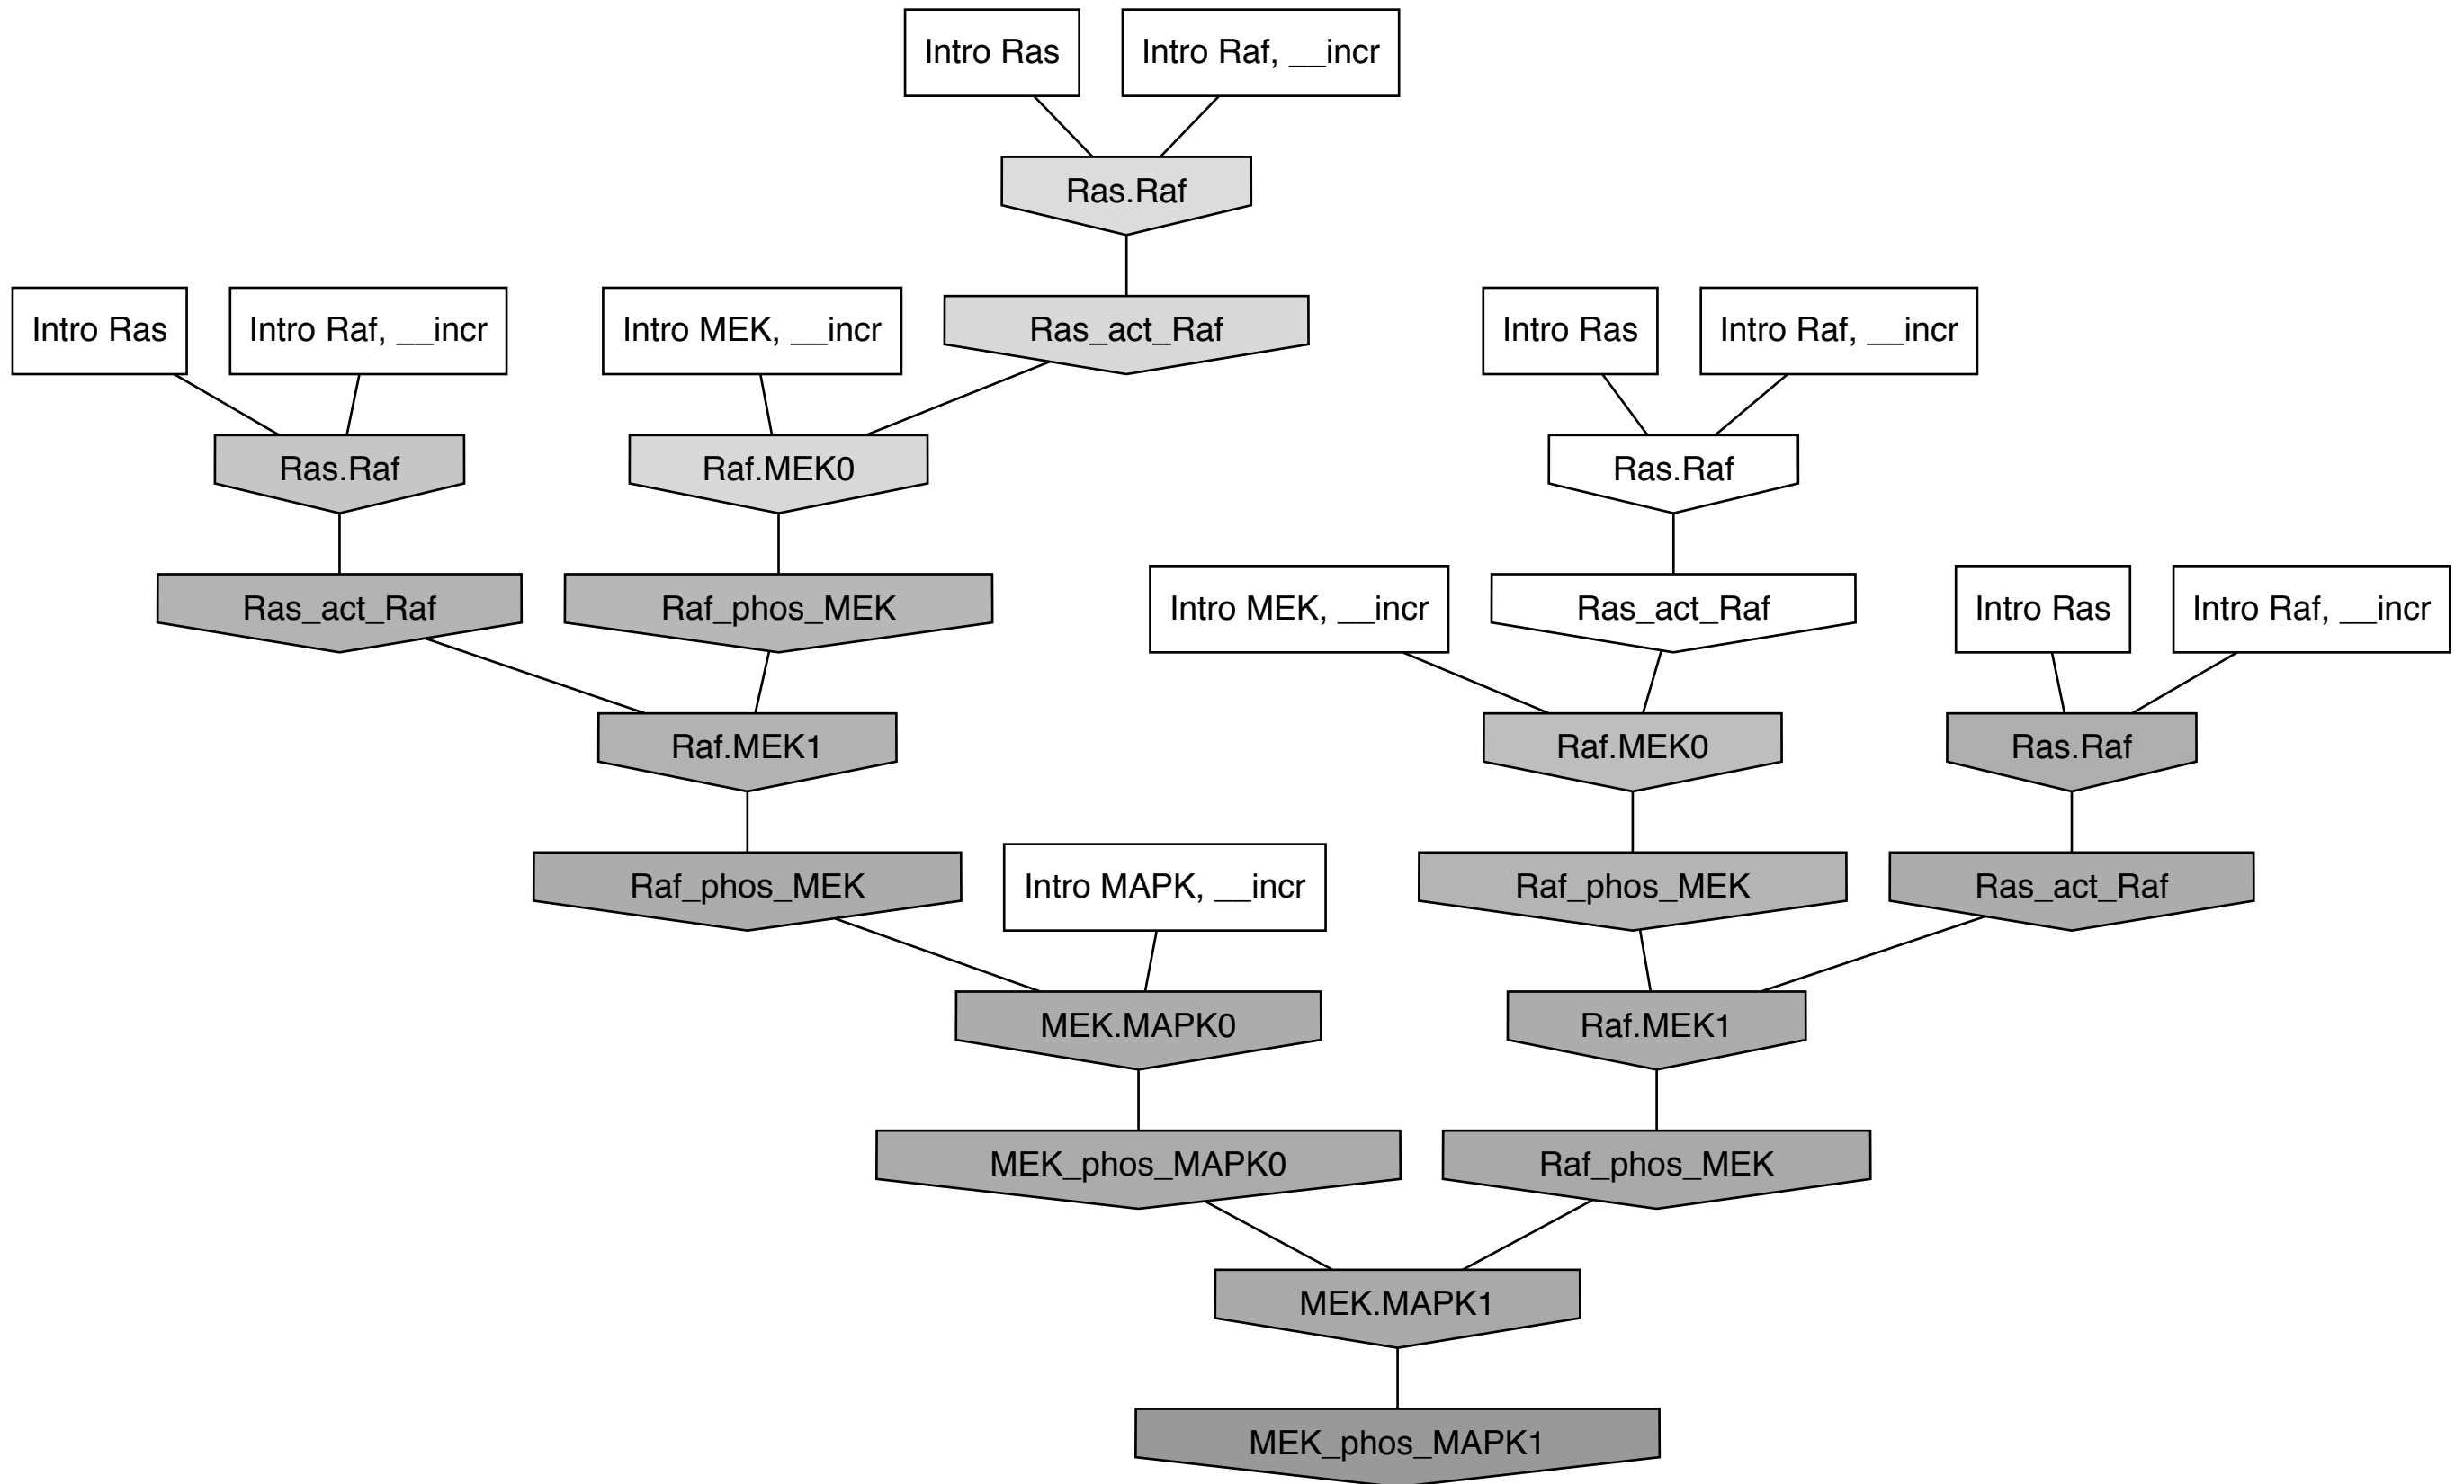 Intro Ras
Intro Raf, __incr
Ras.Raf
Intro Ras
Intro Raf, __incr
Intro MEK, __incr
Ras_act_Raf
Intro Ras
Intro Raf, __incr
Ras.Raf
Raf.MEK0
Ras.Raf
Ras_act_Raf
Raf_phos_MEK
Intro MEK, __incr
Ras_act_Raf
Intro Ras
Intro Raf, __incr
Raf.MEK1
Raf.MEK0
Ras.Raf
Raf_phos_MEK
Intro MAPK, __incr
Raf_phos_MEK
Ras_act_Raf
MEK.MAPK0
Raf.MEK1
MEK_phos_MAPK0
Raf_phos_MEK
MEK.MAPK1
MEK_phos_MAPK1